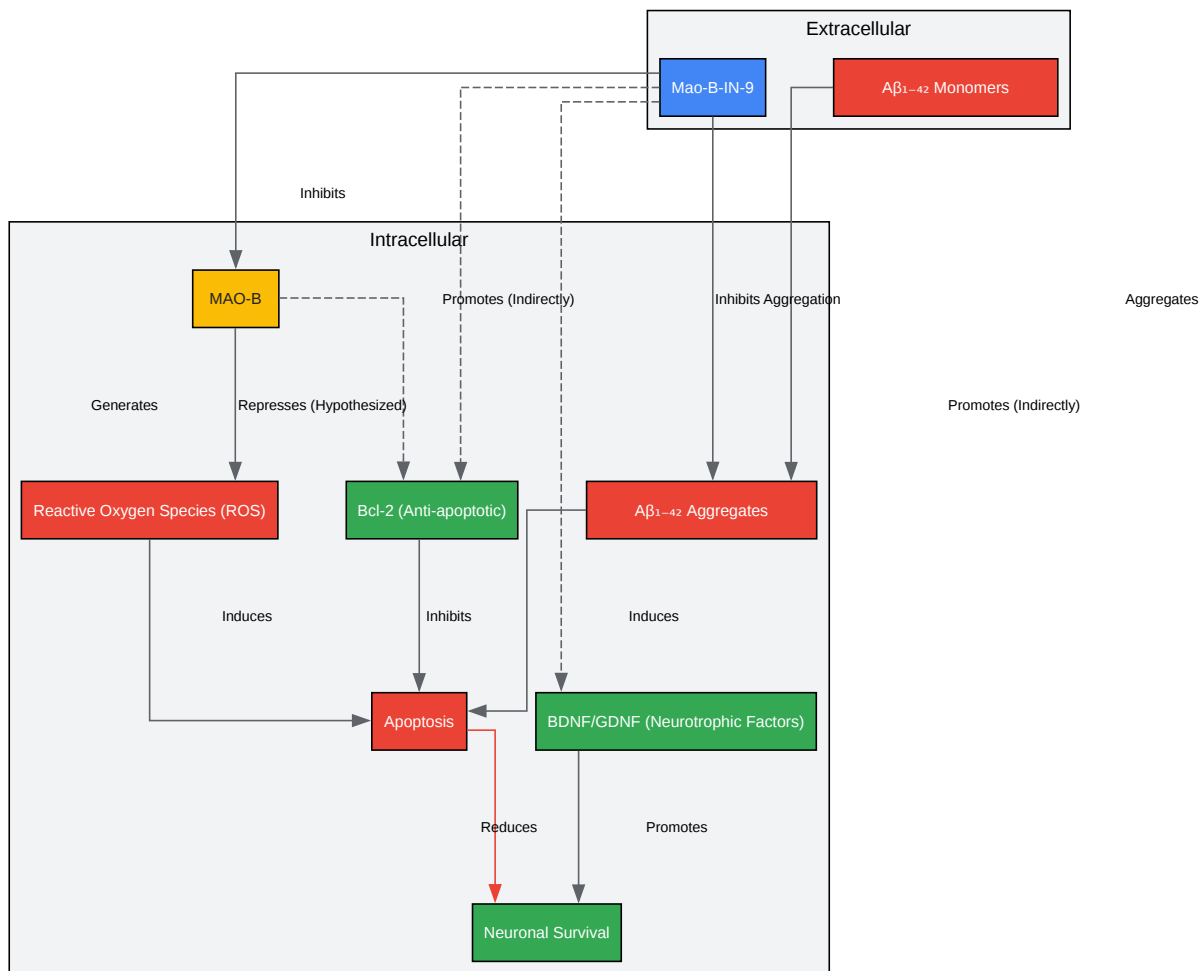 Extracellular
Mao-B-IN-9
Aβ₁₋₄₂ Monomers
Inhibits
Intracellular
MAO-B
Promotes (Indirectly)
Inhibits Aggregation
Aggregates
Generates
Represses (Hypothesized)
Promotes (Indirectly)
Reactive Oxygen Species (ROS)
Bcl-2 (Anti-apoptotic)
Aβ₁₋₄₂ Aggregates
Induces
Inhibits
Induces
Apoptosis
BDNF/GDNF (Neurotrophic Factors)
Reduces
Promotes
Neuronal Survival